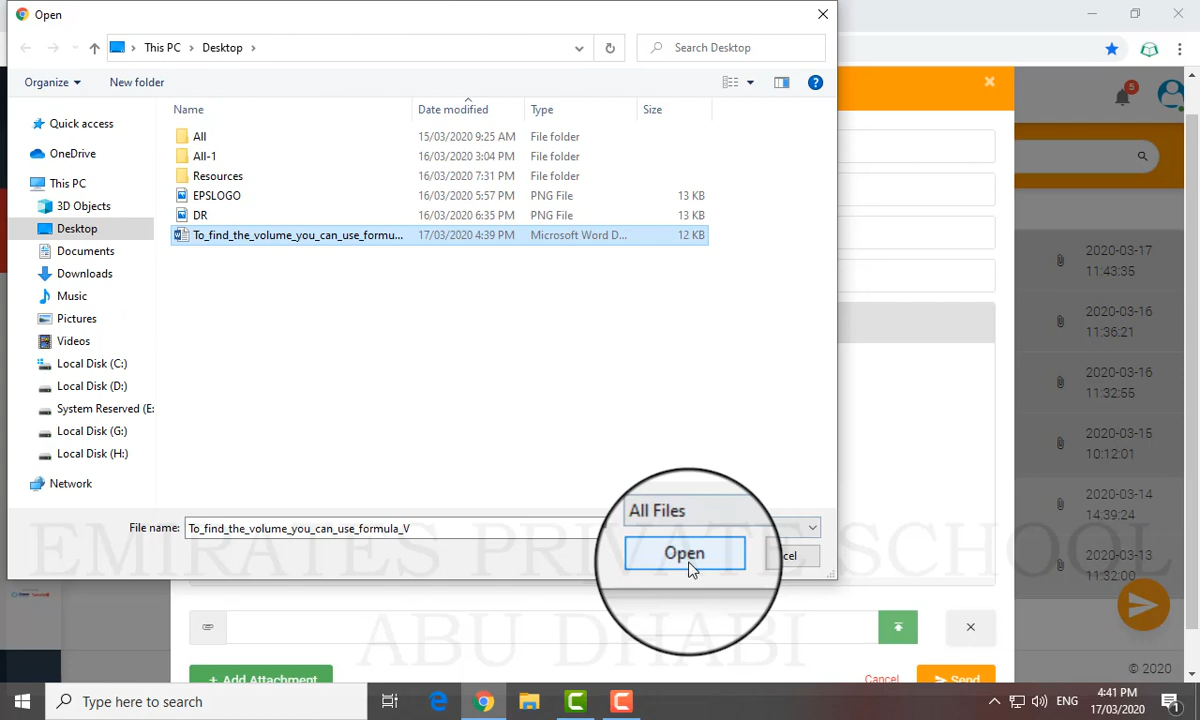 Open
This PC
Desktop
Search Desktop
Organize
New folder
Name
Date modified
Type
Size
Quick access
OneDrive
This PC
3D Objects
Desktop
Documents
Downloads
Music
Pictures
Videos
Local Disk (C:)
Local Disk (D:)
System Reserved (E:
Local Disk (G:)
Local Disk (H:)
Network
All 15/03/2020 9:25 AM File folder
All-1 16/03/2020 3:04 PM File folder
Resources 16/03/2020 7:31 PM File folder
EPSLOGO 16/03/2020 5:57 PM PNG File 13 KB
DR 16/03/2020 6:35 PM PNG File 13 KB
To_find_the_volume_you_can_use_formu... 17/03/2020 4:39 PM Microsoft Word D... 12 KB
File name: To_find_the_volume_you_can_use_formula_V
All Files
Open
cel
5
2020-03-17
11:43:35
2020-03-16
11:36:21
2020-03-16
11:32:55
2020-03-15
10:12:01
2020-03-14
14:39:24
2020-03-13
11:32:00
EMIRATES PRIVATE SCHOOL
ABU DHABI
+ Add Attachment
Cancel
Send
© 2020
Type here to search
ENG
4:41 PM
17/03/2020
1